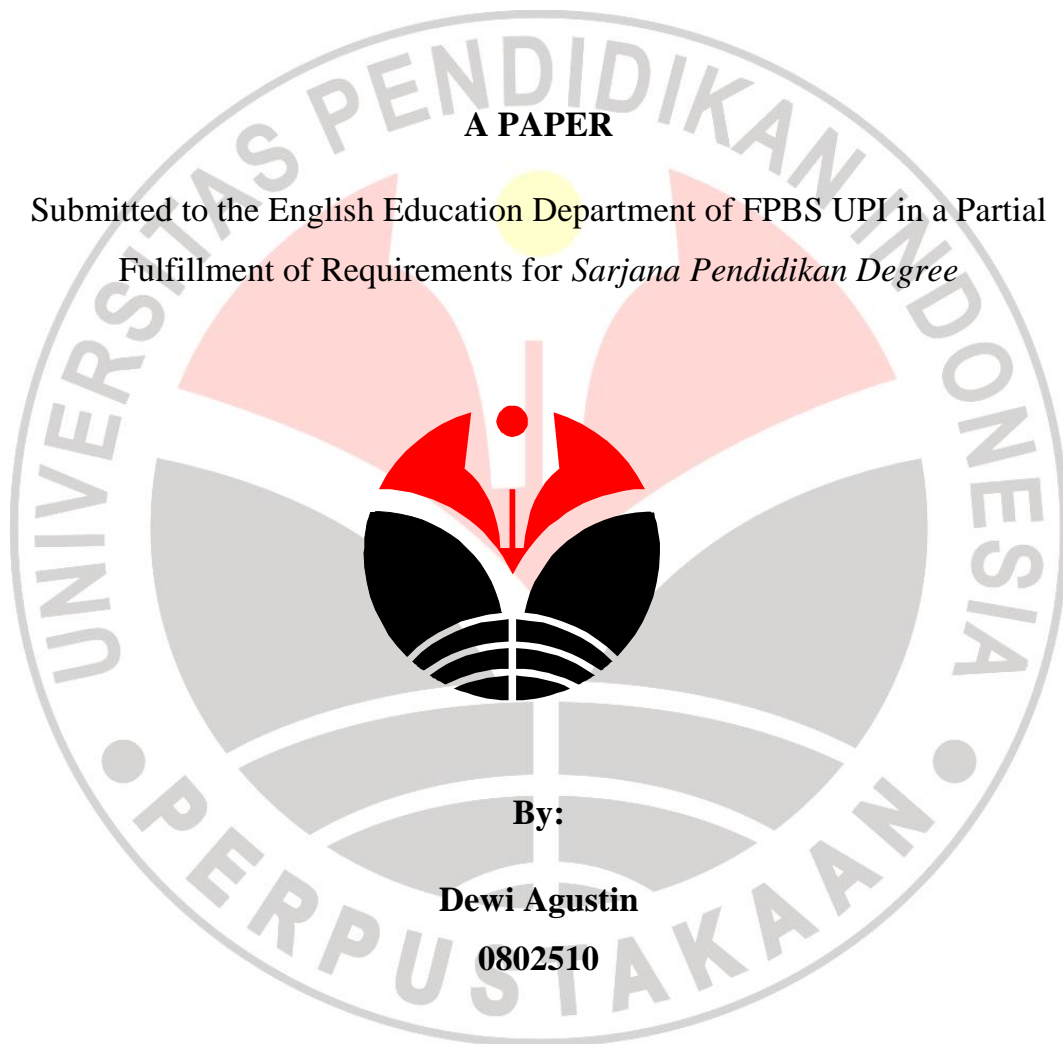 UNIVERSITAS PENDIDIKAN INDONESIA
A PAPER
Submitted to the English Education Department of FPBS UPI in a Partial
Fulfillment of Requirements for Sarjana Pendidikan Degree
By:
Dewi Agustin
0802510
PERPUSTAKAAN